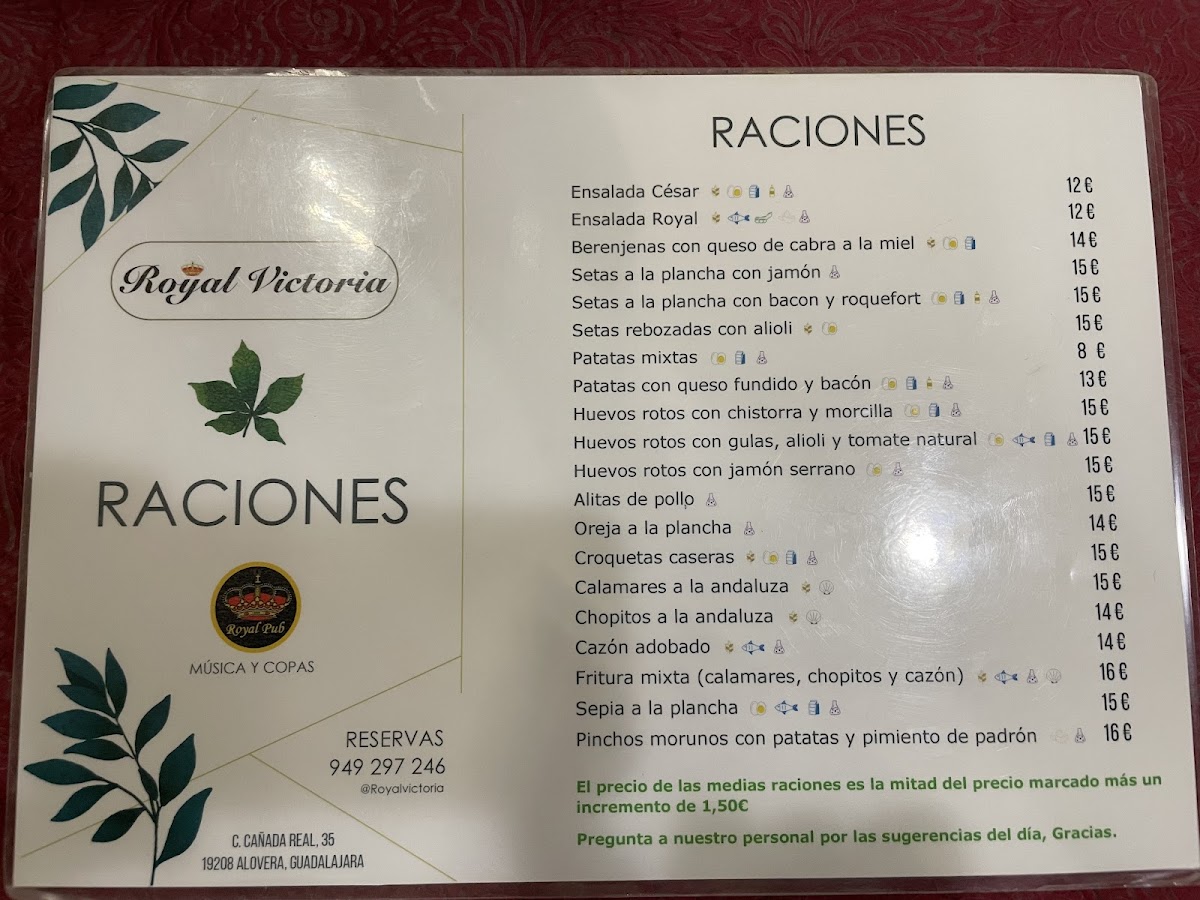 Royal Victoria
RACIONES
Royal Pub
MÚSICA Y COPAS
RESERVAS
949 297 246
@Royalvictoria
C. CAÑADA REAL, 35
19208 ALOVERA, GUADALAJARA
RACIONES
Ensalada César 12 €
Ensalada Royal 12 €
Berenjenas con queso de cabra a la miel 14 €
Setas a la plancha con jamón 15 €
Setas a la plancha con bacon y roquefort 15 €
Setas rebozadas con alioli 15 €
Patatas mixtas 8 €
Patatas con queso fundido y bacón 13 €
Huevos rotos con chistorra y morcilla 15 €
Huevos rotos con gulas, alioli y tomate natural 15 €
Huevos rotos con jamón serrano 15 €
Alitas de pollo 15 €
Oreja a la plancha 14 €
Croquetas caseras 15 €
Calamares a la andaluza 15 €
Chopitos a la andaluza 14 €
Cazón adobado 14 €
Fritura mixta (calamares, chopitos y cazón) 16 €
Sepia a la plancha 15 €
Pinchos morunos con patatas y pimiento de padrón 16 €
El precio de las medias raciones es la mitad del precio marcado más un
incremento de 1,50€
Pregunta a nuestro personal por las sugerencias del día, Gracias.